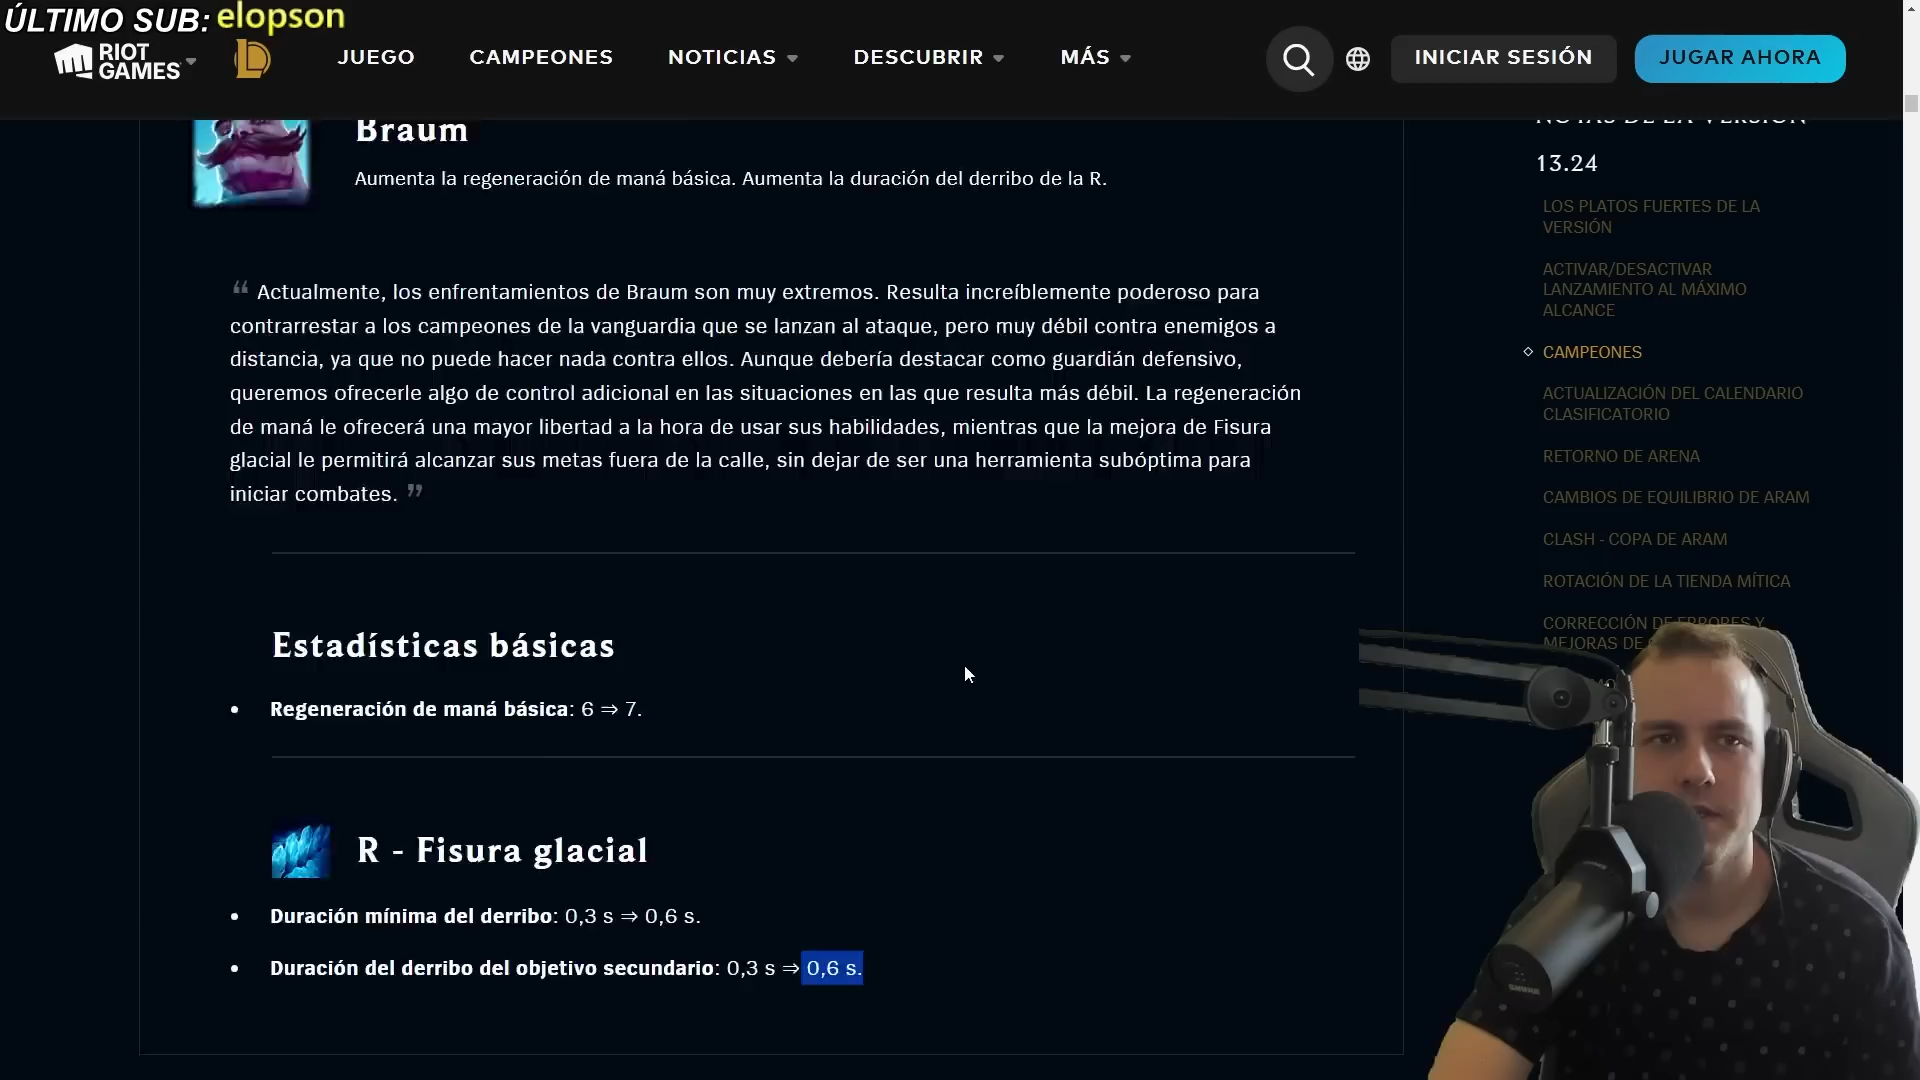 ÚLTIMO SUB: elopson
RIOT GAMES
JUEGO
CAMPEONES
NOTICIAS
DESCUBRIR
MÁS
INICIAR SESIÓN
JUGAR AHORA
Braum
Aumenta la regeneración de maná básica. Aumenta la duración del derribo de la R.
“ Actualmente, los enfrentamientos de Braum son muy extremos. Resulta increíblemente poderoso para
contrarrestar a los campeones de la vanguardia que se lanzan al ataque, pero muy débil contra enemigos a
distancia, ya que no puede hacer nada contra ellos. Aunque debería destacar como guardián defensivo,
queremos ofrecerle algo de control adicional en las situaciones en las que resulta más débil. La regeneración
de maná le ofrecerá una mayor libertad a la hora de usar sus habilidades, mientras que la mejora de Fisura
glacial le permitirá alcanzar sus metas fuera de la calle, sin dejar de ser una herramienta subóptima para
iniciar combates. ”
Estadísticas básicas
• Regeneración de maná básica: 6 ⇒ 7.
R - Fisura glacial
• Duración mínima del derribo: 0,3 s ⇒ 0,6 s.
• Duración del derribo del objetivo secundario: 0,3 s ⇒ 0,6 s.
NOTAS DE LA VERSIÓN
13.24
LOS PLATOS FUERTES DE LA
VERSIÓN
ACTIVAR/DESACTIVAR
LANZAMIENTO AL MÁXIMO
ALCANCE
CAMPEONES
ACTUALIZACIÓN DEL CALENDARIO
CLASIFICATORIO
RETORNO DE ARENA
CAMBIOS DE EQUILIBRIO DE ARAM
CLASH - COPA DE ARAM
ROTACIÓN DE LA TIENDA MÍTICA
CORRECCIÓN DE ERRORES Y
MEJORAS DE
SHURE